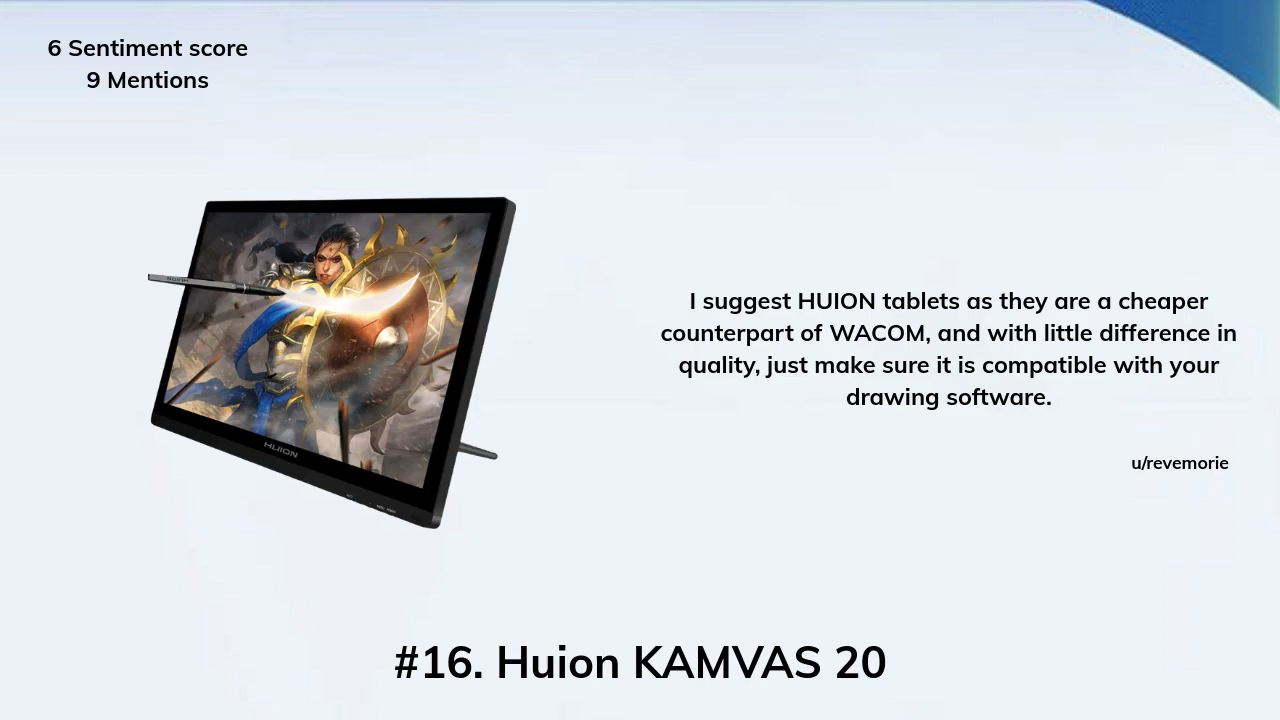 6 Sentiment score
9 Mentions
HUION
I suggest HUION tablets as they are a cheaper
counterpart of WACOM, and with little difference in
quality, just make sure it is compatible with your
drawing software.
u/revemorie
#16. Huion KAMVAS 20